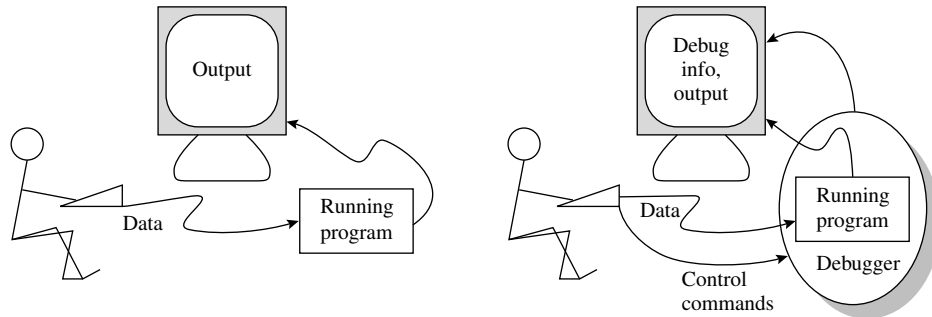 Output
Data
Running
program
Debug
info,
output
Data
Running
program
Debugger
Control
commands